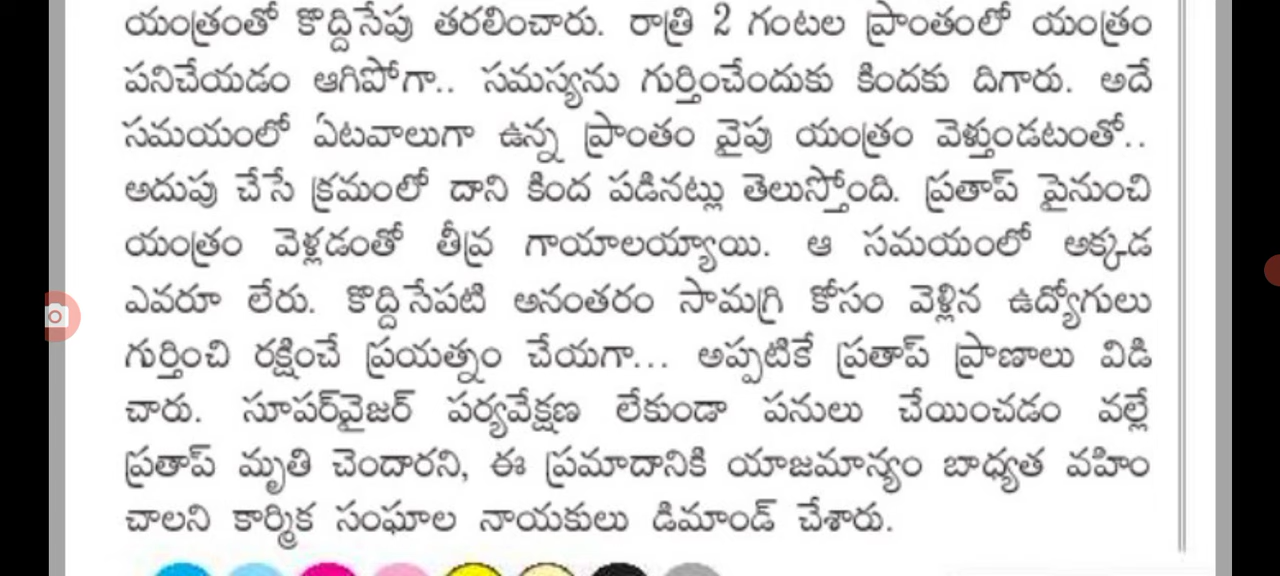 యంత్రంతో కొద్దిసేపు తరలించారు. రాత్రి 2 గంటల ప్రాంతంలో యంత్రం
పనిచేయడం ఆగిపోగా.. సమస్యను గుర్తించేందుకు కిందకు దిగారు. అదే
సమయంలో ఏటవాలుగా ఉన్న ప్రాంతం వైపు యంత్రం వెళ్తుండటంతో..
అదుపు చేసే క్రమంలో దాని కింద పడినట్లు తెలుస్తోంది. ప్రతాప్ పైనుంచి
యంత్రం వెళ్లడంతో తీవ్ర గాయాలయ్యాయి. ఆ సమయంలో అక్కడ
ఎవరూ లేరు. కొద్దిసేపటి అనంతరం సామగ్రి కోసం వెళ్లిన ఉద్యోగులు
గుర్తించి రక్షించే ప్రయత్నం చేయగా... అప్పటికే ప్రతాప్ ప్రాణాలు విడి
చారు. సూపర్‌వైజర్ పర్యవేక్షణ లేకుండా పనులు చేయించడం వల్లే
ప్రతాప్ మృతి చెందారని, ఈ ప్రమాదానికి యాజమాన్యం బాధ్యత వహిం
చాలని కార్మిక సంఘాల నాయకులు డిమాండ్ చేశారు.